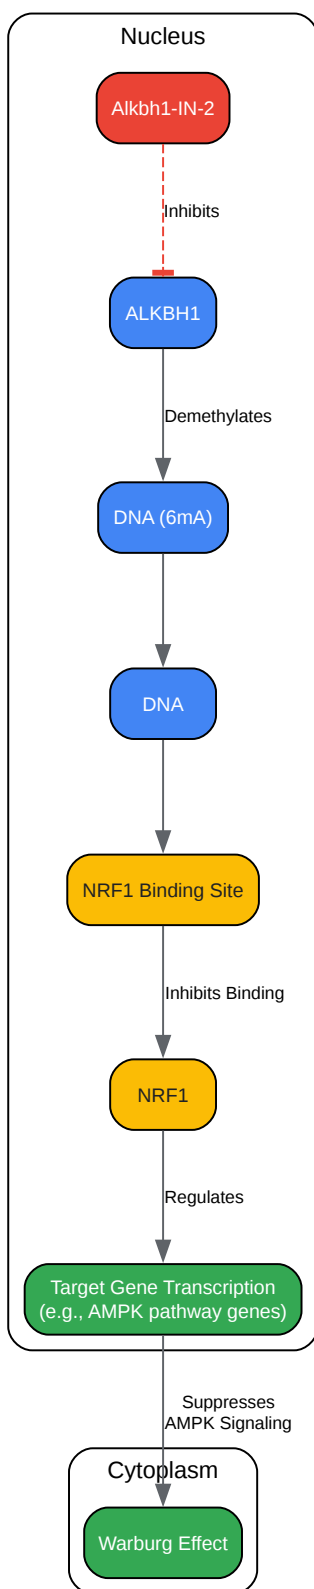 Nucleus
Alkbh1-IN-2
Inhibits
ALKBH1
Demethylates
DNA (6mA)
DNA
NRF1 Binding Site
Inhibits Binding
NRF1
Regulates
Target Gene Transcription
(e.g., AMPK pathway genes)
Suppresses
AMPK Signaling
Cytoplasm
Warburg Effect